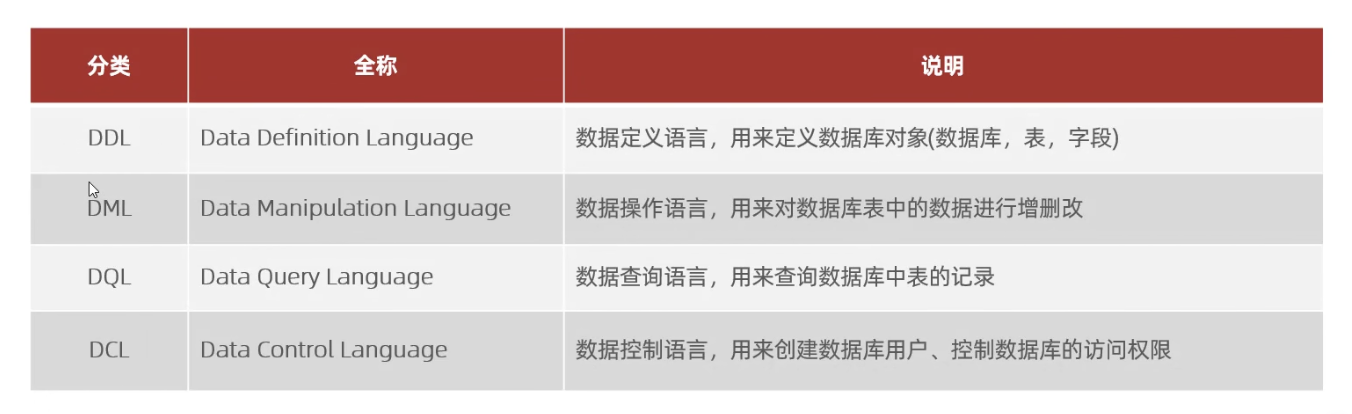 分类 全称 说明
DDL Data Definition Language 数据定义语言，用来定义数据库对象(数据库，表，字段)
DML Data Manipulation Language 数据操作语言，用来对数据库表中的数据进行增删改
DQL Data Query Language 数据查询语言，用来查询数据库中表的记录
DCL Data Control Language 数据控制语言，用来创建数据库用户、控制数据库的访问权限